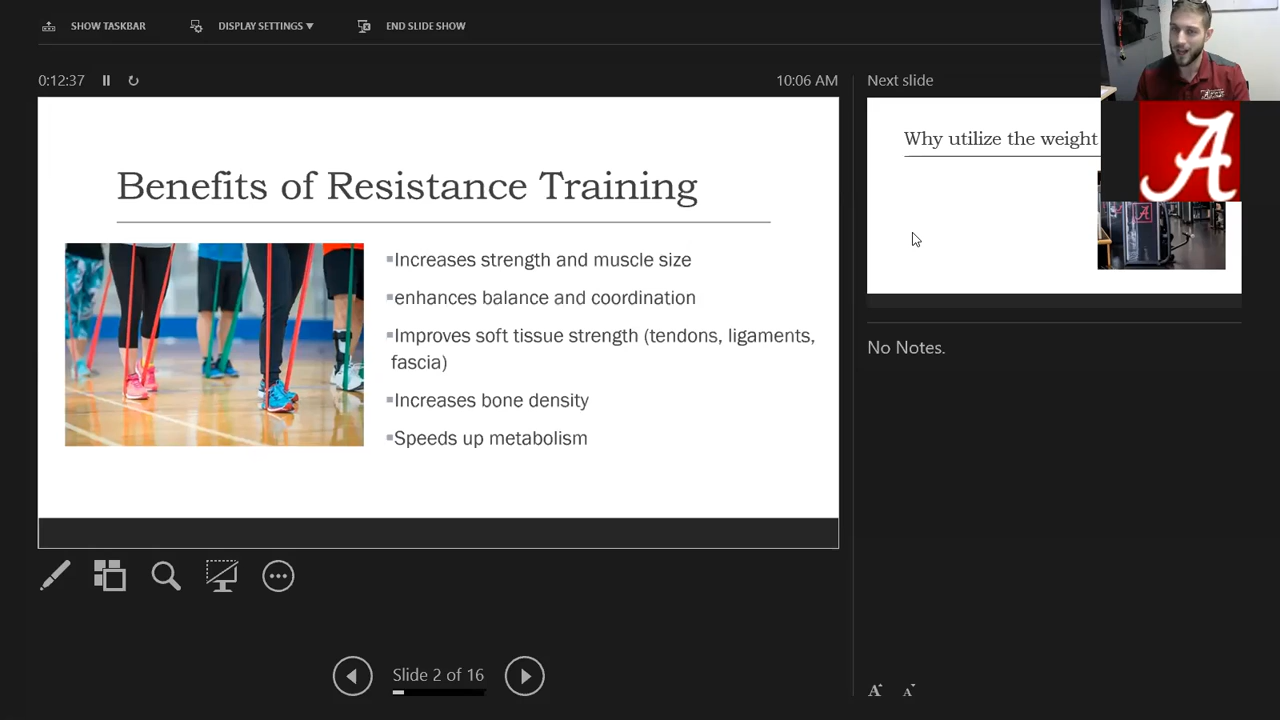 SHOW TASKBAR
DISPLAY SETTINGS ▼
END SLIDE SHOW
0:12:37
10:06 AM
Next slide
Benefits of Resistance Training
▪Increases strength and muscle size
▪enhances balance and coordination
▪Improves soft tissue strength (tendons, ligaments,
fascia)
▪Increases bone density
▪Speeds up metabolism
Why utilize the weight
A
A
No Notes.
Slide 2 of 16
A A